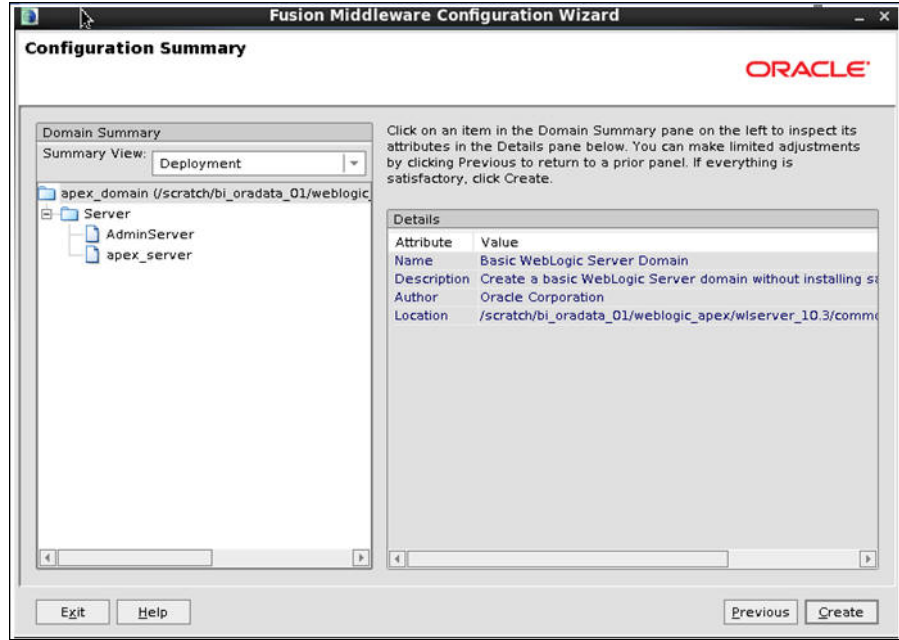 Fusion Middleware Configuration Wizard
Configuration Summary
ORACLE
Domain Summary
Summary View: Deployment
apex_domain (/scratch/bi_oradata_01/weblogic_
Server
AdminServer
apex_server
Click on an item in the Domain Summary pane on the left to inspect its
attributes in the Details pane below. You can make limited adjustments
by clicking Previous to return to a prior panel. If everything is
satisfactory, click Create.
Details
Attribute Value
Name Basic WebLogic Server Domain
Description Create a basic WebLogic Server domain without installing sa
Author Oracle Corporation
Location /scratch/bi_oradata_01/weblogic_apex/wlserver_10.3/commo
Exit Help Previous Create